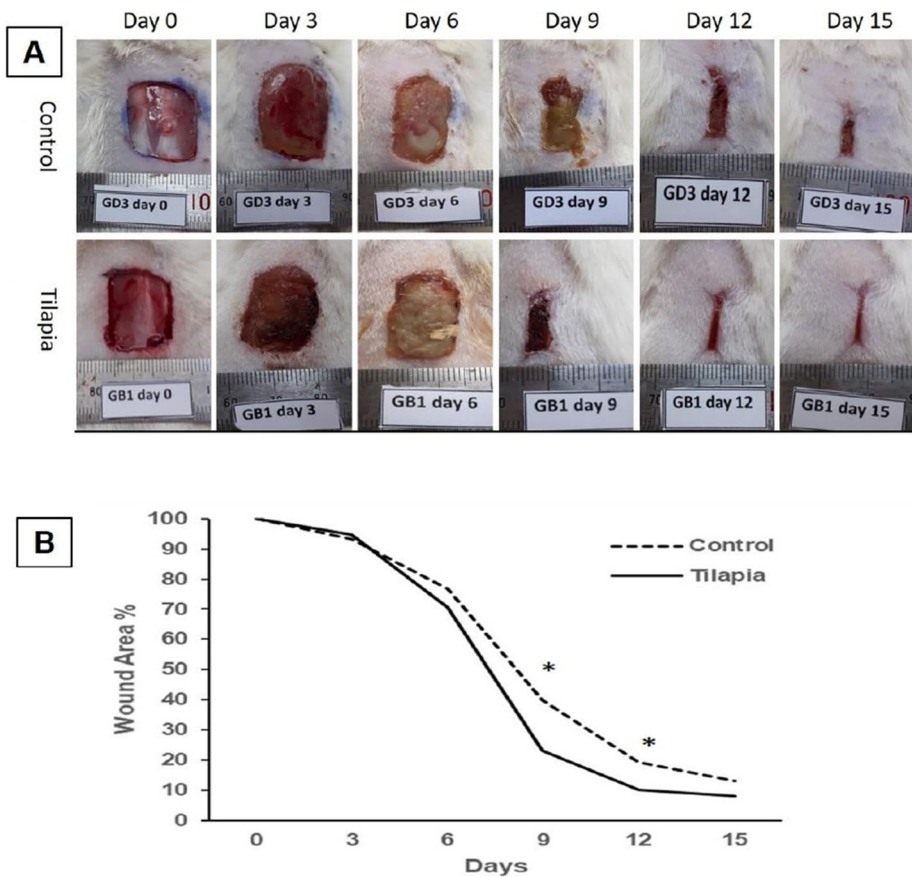 Day 0 Day 3 Day 6 Day 9 Day 12 Day 15
A
Control
GD3 day 0 GD3 day 3 GD3 day 6 GD3 day 9 GD3 day 12 GD3 day 15
Tilapia
GB1 day 0 GB1 day 3 GB1 day 6 GB1 day 9 GB1 day 12 GB1 day 15
B
Wound Area %
100
90
80
70
60
50
40
30
20
10
0
Control
Tilapia
*
*
0 3 6 9 12 15
Days